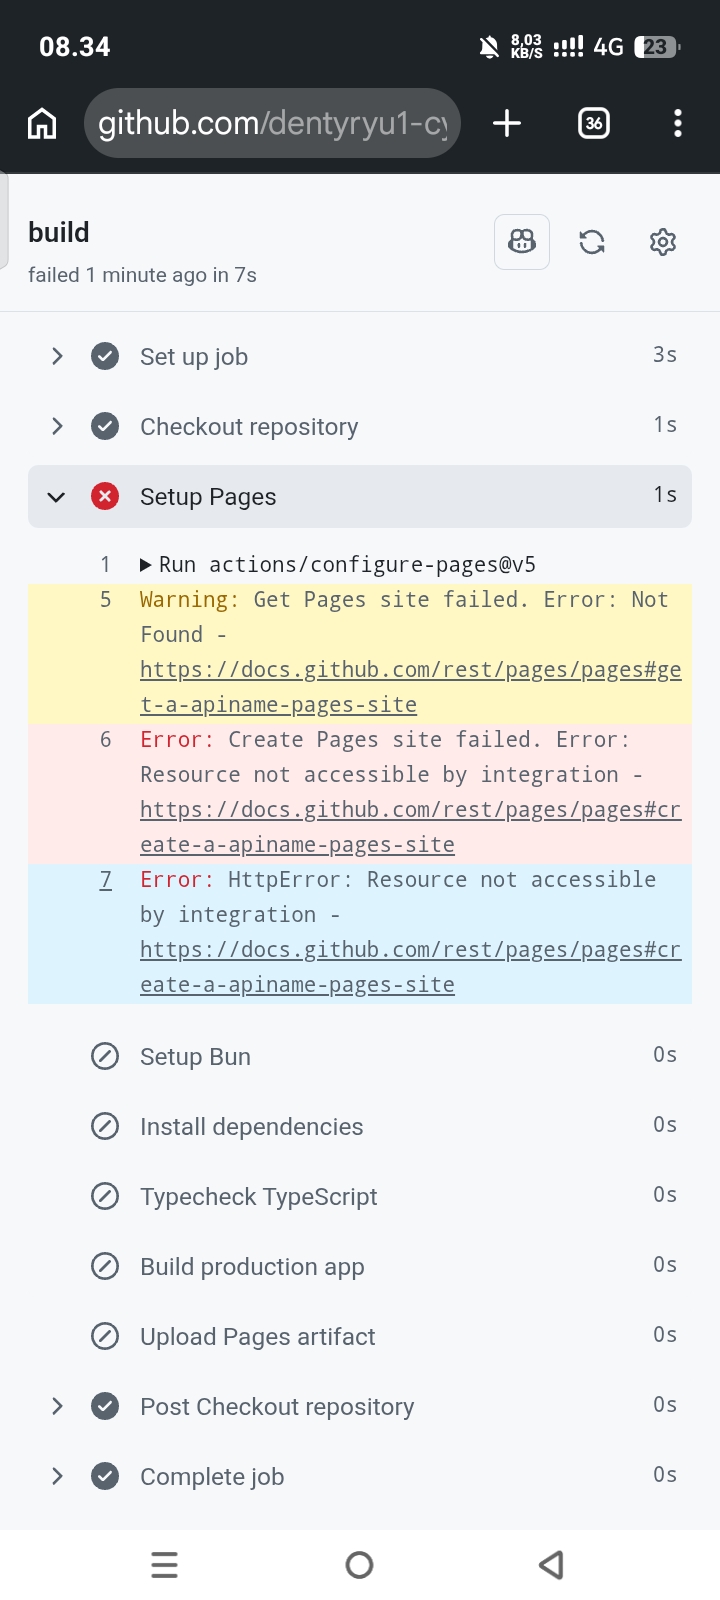 08.34
8,03
KB/S
4G
23
github.com/dentyryu1-cy
36
build
failed 1 minute ago in 7s
Set up job 3s
Checkout repository 1s
Setup Pages 1s
1 Run actions/configure-pages@v5
5 Warning: Get Pages site failed. Error: Not
Found -
https://docs.github.com/rest/pages/pages#ge
t-a-apiname-pages-site
6 Error: Create Pages site failed. Error:
Resource not accessible by integration -
https://docs.github.com/rest/pages/pages#cr
eate-a-apiname-pages-site
7 Error: HttpError: Resource not accessible
by integration -
https://docs.github.com/rest/pages/pages#cr
eate-a-apiname-pages-site
Setup Bun 0s
Install dependencies 0s
Typecheck TypeScript 0s
Build production app 0s
Upload Pages artifact 0s
Post Checkout repository 0s
Complete job 0s